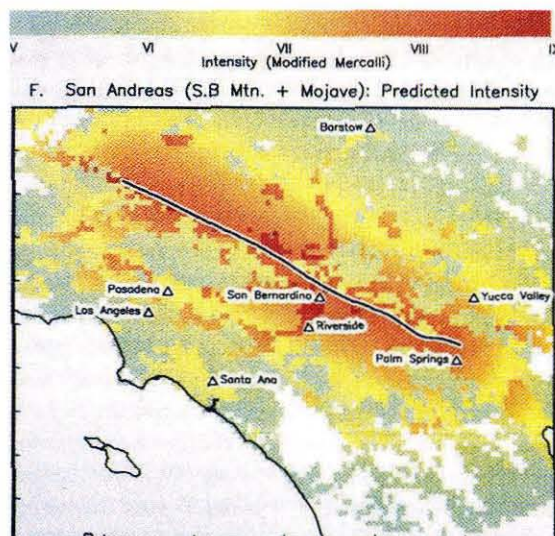 V VI VII VIII IX
Intensity (Modified Mercalli)
F. San Andreas (S.B Mtn. + Mojave): Predicted Intensity
Barstow
Pasadena
San Bernardino
Yucca Valley
Los Angeles
Riverside
Palm Springs
Santa Ana